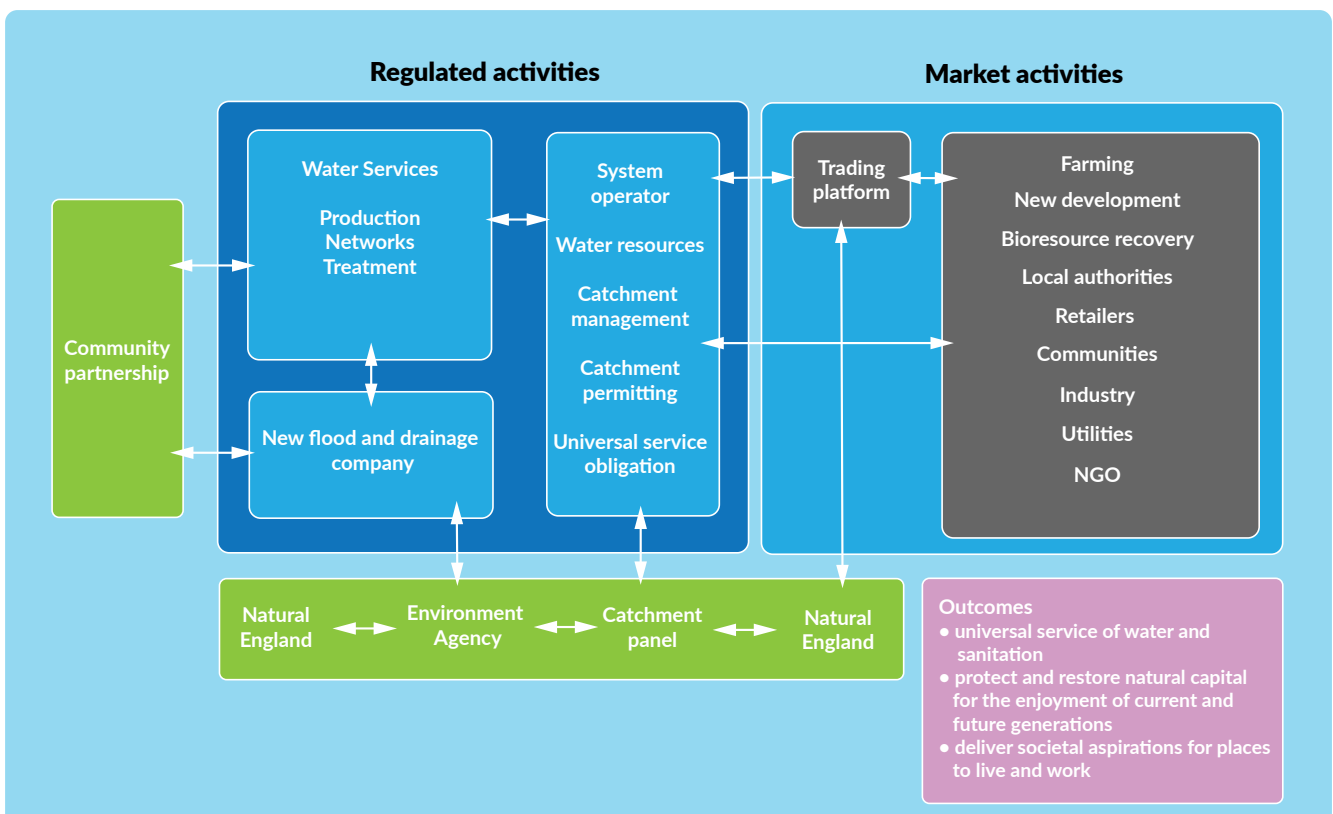 Regulated activities
Market activities
Water Services
Production
Networks
Treatment
System
operator
Water resources
Catchment
management
Catchment
permitting
Universal service
obligation
Trading
platform
Farming
New development
Bioresource recovery
Local authorities
Retailers
Communities
Industry
Utilities
NGO
Community
partnership
New flood and drainage
company
Natural
England
Environment
Agency
Catchment
panel
Natural
England
Outcomes
• universal service of water and
sanitation
• protect and restore natural capital
for the enjoyment of current and
future generations
• deliver societal aspirations for places
to live and work